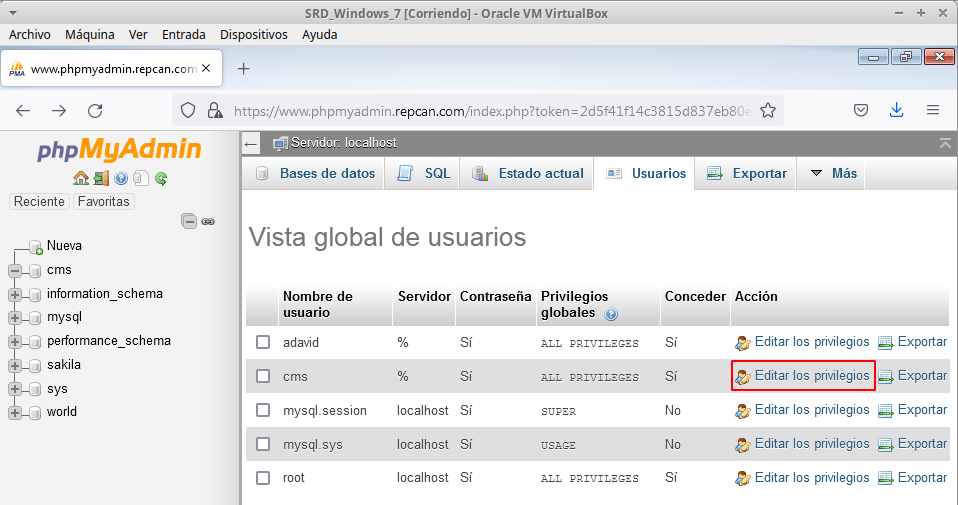 SRD_Windows_7 [Corriendo] - Oracle VM VirtualBox
Archivo Máquina Ver Entrada Dispositivos Ayuda
PMA www.phpmyadmin.repcan.com
https://www.phpmyadmin.repcan.com/index.php?token=2d5f41f14c3815d837eb80e
phpMyAdmin
Reciente Favoritas
Nueva
cms
information_schema
mysql
performance_schema
sakila
sys
world
Servidor: localhost
Bases de datos SQL Estado actual Usuarios Exportar Más
Vista global de usuarios
Nombre de usuario Servidor Contraseña Privilegios globales Conceder Acción
adavid % Sí ALL PRIVILEGES Sí Editar los privilegios Exportar
cms % Sí ALL PRIVILEGES Sí Editar los privilegios Exportar
mysql.session localhost Sí SUPER No Editar los privilegios Exportar
mysql.sys localhost Sí USAGE No Editar los privilegios Exportar
root localhost Sí ALL PRIVILEGES Sí Editar los privilegios Exportar